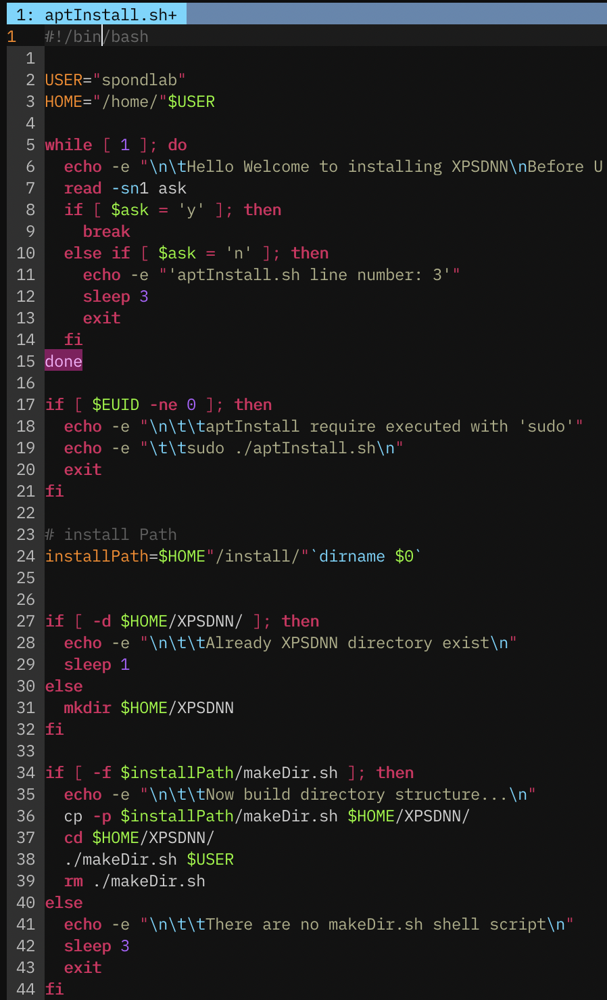 1: aptInstall.sh+
1 #!/bin/bash
1
2 USER="spondlab"
3 HOME="/home/"$USER
4
5 while [ 1 ]; do
6   echo -e "\n\tHello Welcome to installing XPSDNN\nBefore U
7   read -sn1 ask
8   if [ $ask = 'y' ]; then
9     break
10   else if [ $ask = 'n' ]; then
11     echo -e "'aptInstall.sh line number: 3'"
12     sleep 3
13     exit
14   fi
15 done
16
17 if [ $EUID -ne 0 ]; then
18   echo -e "\n\t\taptInstall require executed with 'sudo'"
19   echo -e "\t\tsudo ./aptInstall.sh\n"
20   exit
21 fi
22
23 # install Path
24 installPath=$HOME"/install/"`dirname $0`
25
26
27 if [ -d $HOME/XPSDNN/ ]; then
28   echo -e "\n\t\tAlready XPSDNN directory exist\n"
29   sleep 1
30 else
31   mkdir $HOME/XPSDNN
32 fi
33
34 if [ -f $installPath/makeDir.sh ]; then
35   echo -e "\n\t\tNow build directory structure...\n"
36   cp -p $installPath/makeDir.sh $HOME/XPSDNN/
37   cd $HOME/XPSDNN/
38   ./makeDir.sh $USER
39   rm ./makeDir.sh
40 else
41   echo -e "\n\t\tThere are no makeDir.sh shell script\n"
42   sleep 3
43   exit
44 fi